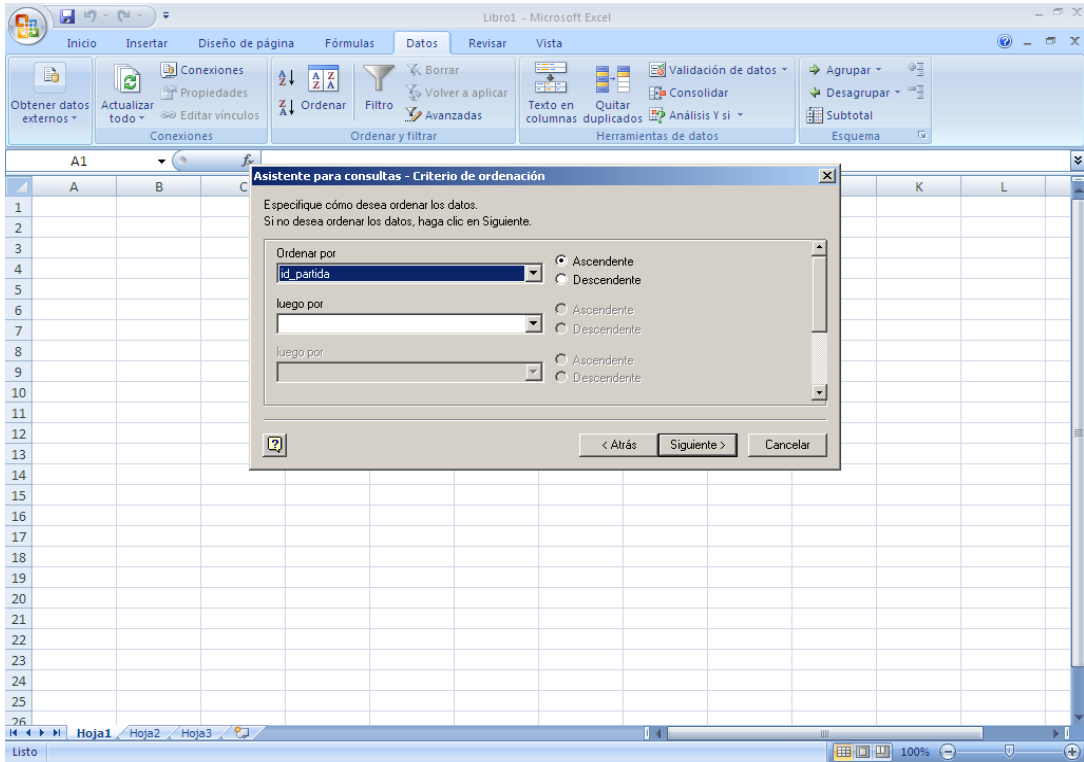 Libro1 - Microsoft Excel
Inicio Insertar Diseño de página Fórmulas Datos Revisar Vista
Obtener datos externos
Actualizar todo
Conexiones
Propiedades
Editar vínculos
Conexiones
A Z
Z A
A Z
Z A
Ordenar
Filtro
Borrar
Volver a aplicar
Avanzadas
Ordenar y filtrar
Texto en columnas
Quitar duplicados
Validación de datos
Consolidar
Análisis Y si
Herramientas de datos
Agrupar
Desagrupar
Subtotal
Esquema
A1
fx
A B C K L
Asistente para consultas - Criterio de ordenación
Especifique cómo desea ordenar los datos.
Si no desea ordenar los datos, haga clic en Siguiente.
Ordenar por
id_partida
Ascendente
Descendente
luego por
Ascendente
Descendente
luego por
Ascendente
Descendente
< Atrás Siguiente > Cancelar
1
2
3
4
5
6
7
8
9
10
11
12
13
14
15
16
17
18
19
20
21
22
23
24
25
26
Hoja1 Hoja2 Hoja3
Listo
100%